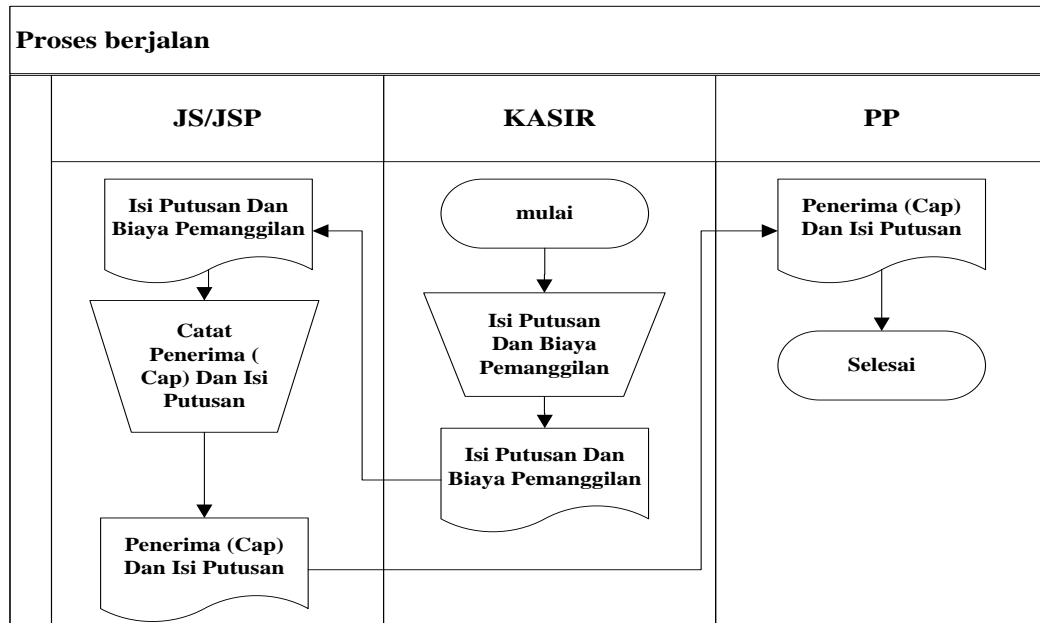 Proses berjalan
JS/JSP
KASIR
PP
Isi Putusan Dan
Biaya Pemanggilan
Catat
Penerima (
Cap) Dan Isi
Putusan
Penerima (Cap)
Dan Isi Putusan
mulai
Isi Putusan
Dan Biaya
Pemanggilan
Isi Putusan Dan
Biaya Pemanggilan
Penerima (Cap)
Dan Isi Putusan
Selesai